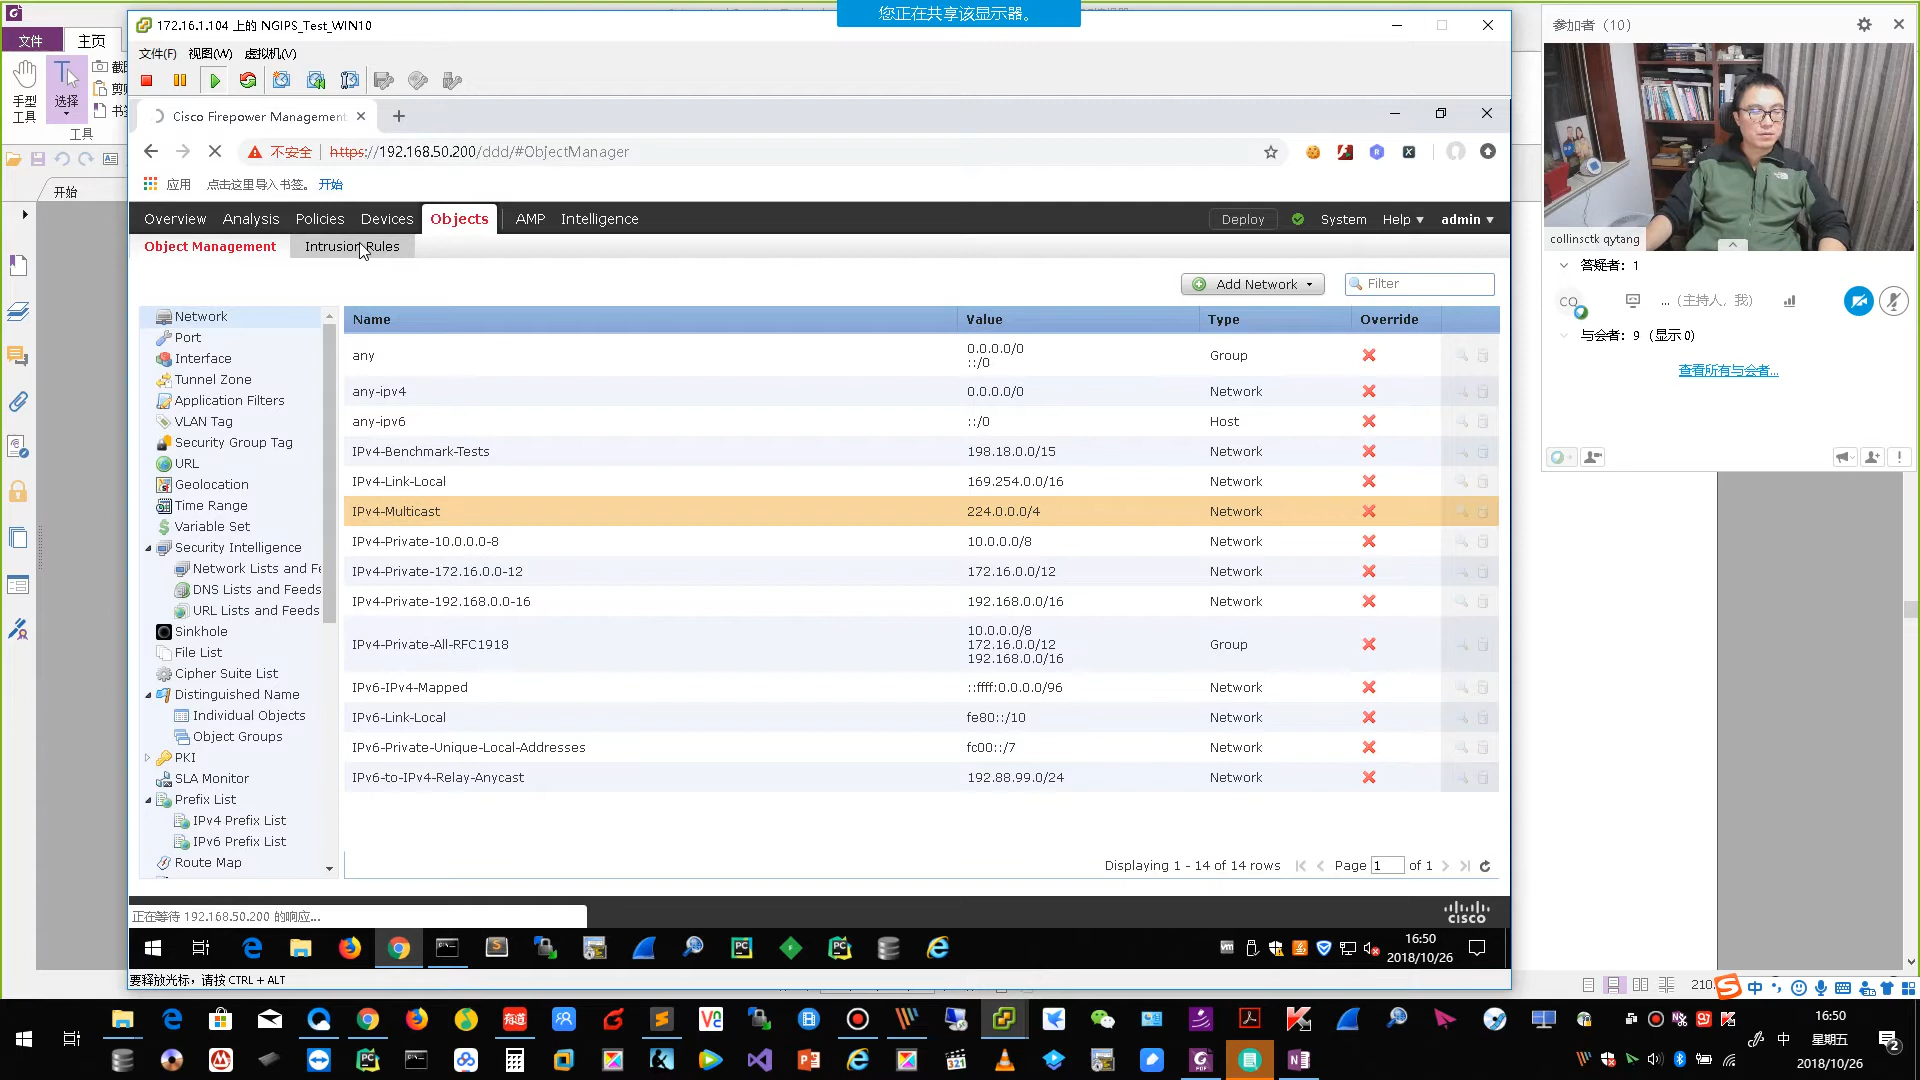 您正在共享该显示器。
172.16.1.104 上的 NGIPS_Test_WIN10
文件(F) 视图(W) 虚拟机(V)
文件 主页
手型
工具
选择
工具
开始
Cisco Firepower Management
不安全 https://192.168.50.200/ddd/#ObjectManager
应用 点击这里导入书签。 开始
Overview Analysis Policies Devices Objects AMP Intelligence Deploy System Help admin
Object Management Intrusion Rules
Add Network Filter
Network
Port
Interface
Tunnel Zone
Application Filters
VLAN Tag
Security Group Tag
URL
Geolocation
Time Range
Variable Set
Security Intelligence
Network Lists and Fe
DNS Lists and Feeds
URL Lists and Feeds
Sinkhole
File List
Cipher Suite List
Distinguished Name
Individual Objects
Object Groups
PKI
SLA Monitor
Prefix List
IPv4 Prefix List
IPv6 Prefix List
Route Map
Name Value Type Override
any 0.0.0.0/0 Group
::/0
any-ipv4 0.0.0.0/0 Network
any-ipv6 ::/0 Host
IPv4-Benchmark-Tests 198.18.0.0/15 Network
IPv4-Link-Local 169.254.0.0/16 Network
IPv4-Multicast 224.0.0.0/4 Network
IPv4-Private-10.0.0.0-8 10.0.0.0/8 Network
IPv4-Private-172.16.0.0-12 172.16.0.0/12 Network
IPv4-Private-192.168.0.0-16 192.168.0.0/16 Network
10.0.0.0/8
IPv4-Private-All-RFC1918 172.16.0.0/12 Group
192.168.0.0/16
IPv6-IPv4-Mapped ::ffff:0.0.0.0/96 Network
IPv6-Link-Local fe80::/10 Network
IPv6-Private-Unique-Local-Addresses fc00::/7 Network
IPv6-to-IPv4-Relay-Anycast 192.88.99.0/24 Network
Displaying 1 - 14 of 14 rows Page 1 of 1
正在等待 192.168.50.200 的响应...
cisco
16:50
2018/10/26
要释放光标，请按 CTRL + ALT
参加者 (10)
collinsctk qytang
答疑者: 1
CQ ... (主持人, 我)
与会者: 9 (显示 0)
查看所有与会者...
210.
中
16:50
星期五
2018/10/26
中
2